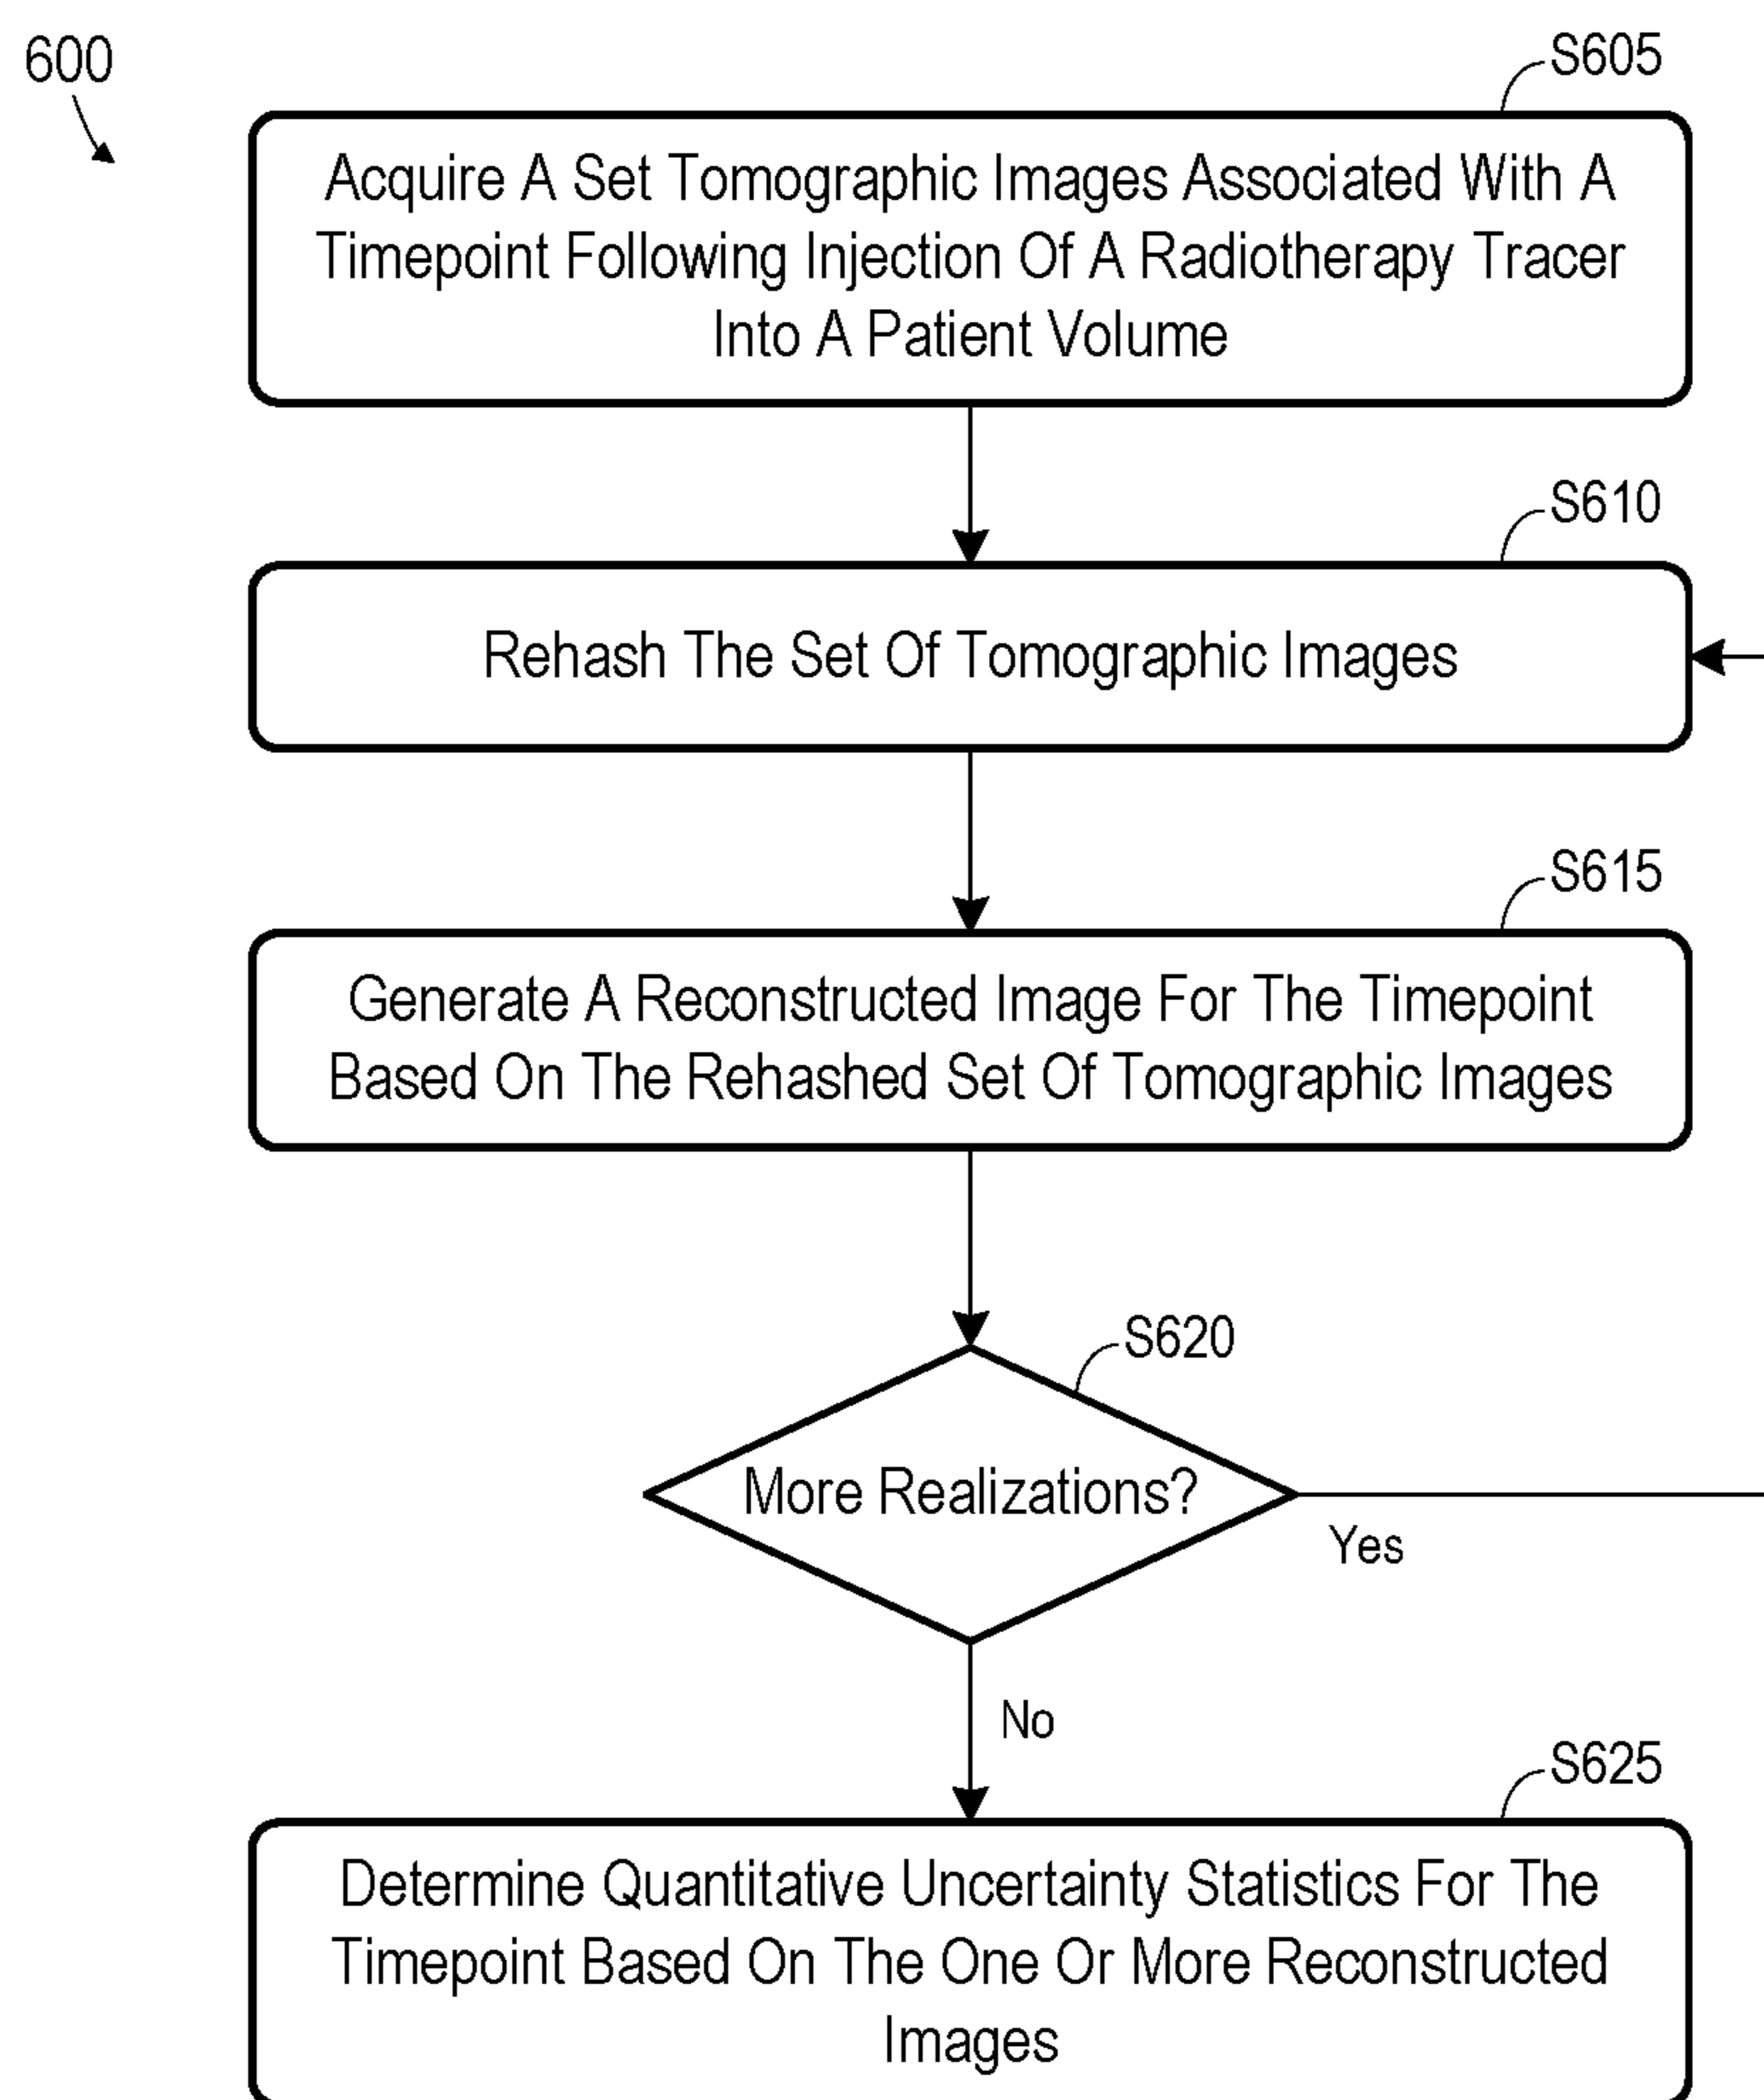 600
S605
Acquire A Set Tomographic Images Associated With A
Timepoint Following Injection Of A Radiotherapy Tracer
Into A Patient Volume
S610
Rehash The Set Of Tomographic Images
S615
Generate A Reconstructed Image For The Timepoint
Based On The Rehashed Set Of Tomographic Images
S620
More Realizations?
Yes
No
S625
Determine Quantitative Uncertainty Statistics For The
Timepoint Based On The One Or More Reconstructed
Images